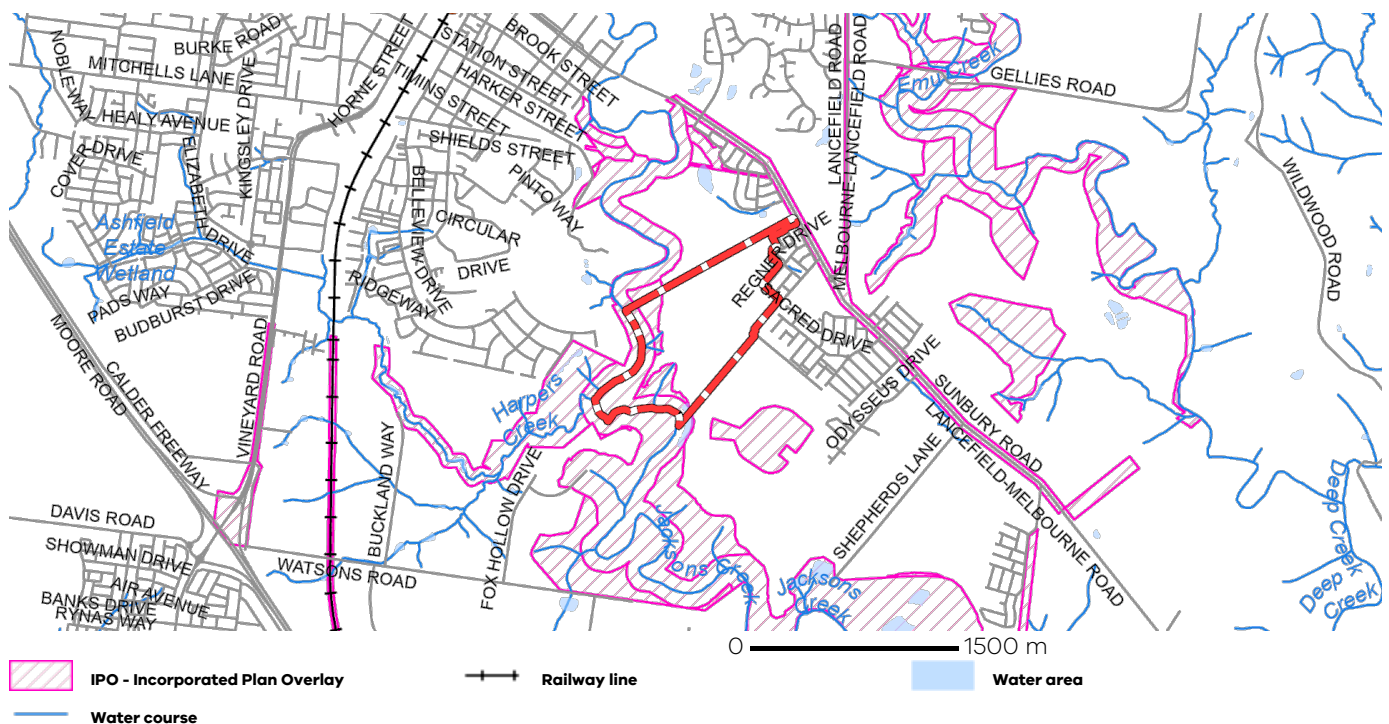 NOBLE WAY
BURKE ROAD
MITCHELLS LANE
HEALY AVENUE
COVER DRIVE
ELIZABETH DRIVE
KINGSLEY DRIVE
HORNE STREET
STATION STREET
BROOK STREET
HARKER STREET
TIMINS STREET
SHIELDS STREET
PINTO WAY
BELLEVIEW DRIVE
CIRCULAR
DRIVE
RIDGEWAY
Ashfield
Estate
Wetland
PADS WAY
BUDBURST DRIVE
LANCEFIELD ROAD
MELBOURNE-LANCEFIELD ROAD
Emu Creek
GELLIES ROAD
WILDWOOD ROAD
REGNIER DRIVE
SACRED DRIVE
ODYSSEUS DRIVE
SUNBURY ROAD
LANCEFIELD-MELBOURNE ROAD
SHEPHERDS LANE
MOORE ROAD
CALDER FREEWAY
VINEYARD ROAD
Harpers
Creek
BUCKLAND WAY
FOX HOLLOW DRIVE
Jacksons Creek
Jacksons
Creek
Deep Creek
Deep
Creek
DAVIS ROAD
SHOWMAN DRIVE
AIR AVENUE
BANKS DRIVE
RYNAS WAY
WATSONS ROAD
0 1500 m
IPO - Incorporated Plan Overlay
Railway line
Water area
Water course